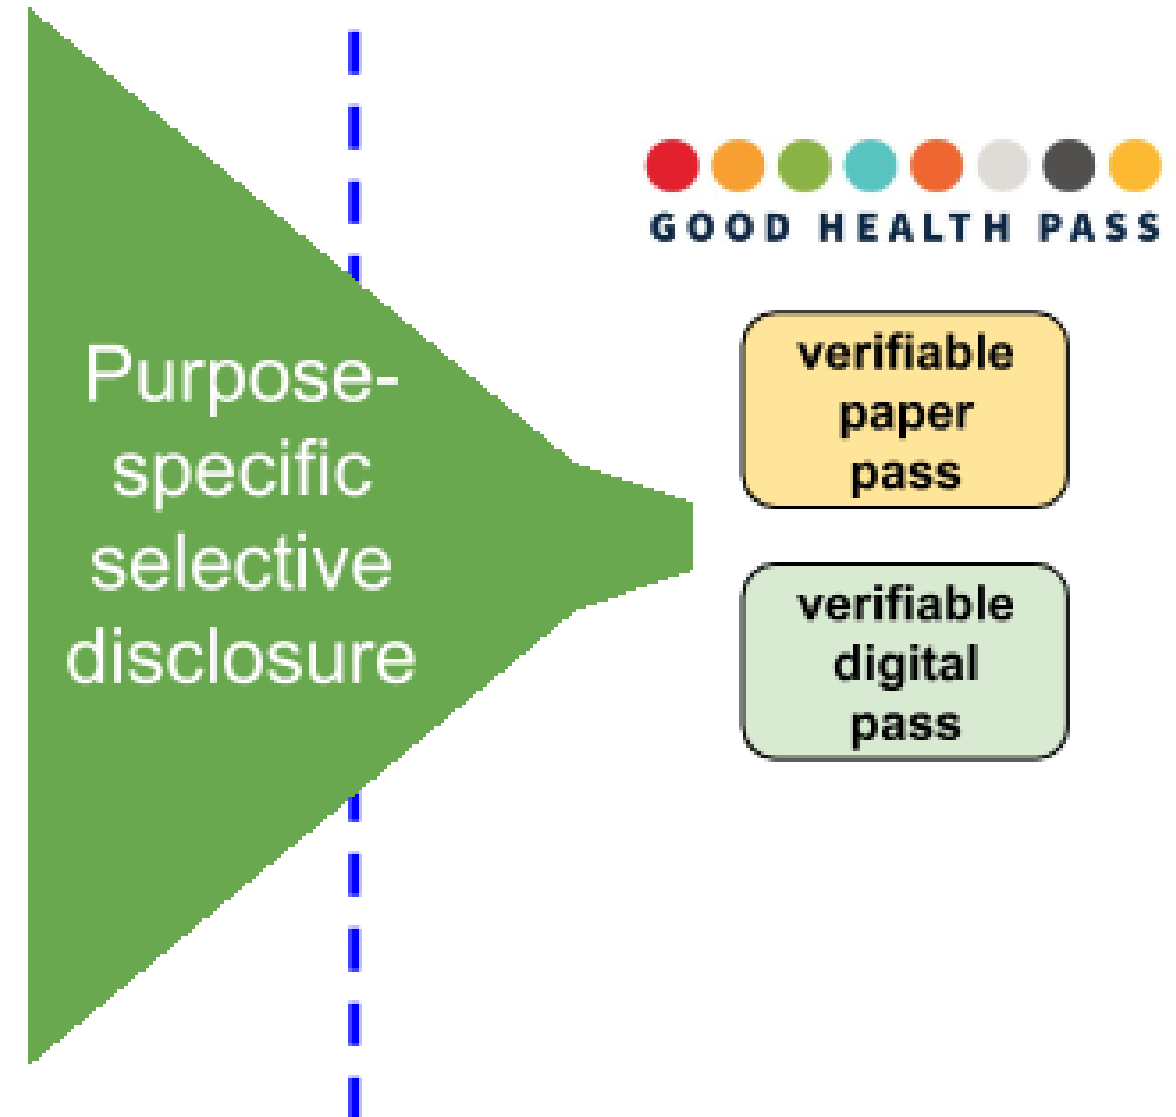 Purpose-
specific
selective
disclosure
GOOD HEALTH PASS
verifiable
paper
pass
verifiable
digital
pass